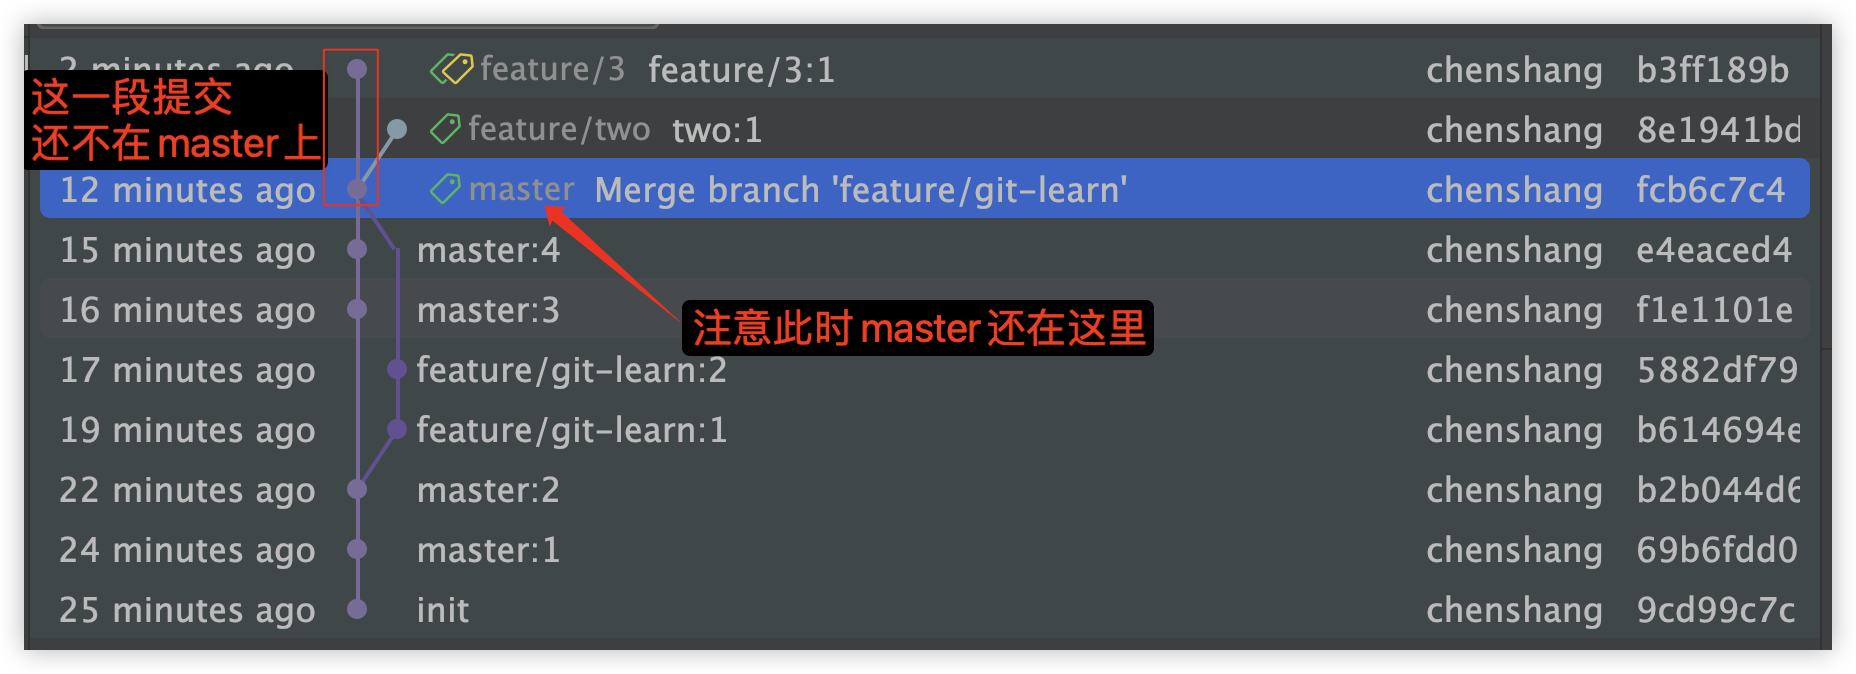 2 minutes ago feature/3 feature/3:1 chenshang b3ff189b
这一段提交
还不在 master 上
feature/two two:1 chenshang 8e1941bd
12 minutes ago master Merge branch 'feature/git-learn' chenshang fcb6c7c4
15 minutes ago master:4 chenshang e4eaced4
16 minutes ago master:3 chenshang f1e1101e
注意此时 master 还在这里
17 minutes ago feature/git-learn:2 chenshang 5882df79
19 minutes ago feature/git-learn:1 chenshang b614694e
22 minutes ago master:2 chenshang b2b044d6
24 minutes ago master:1 chenshang 69b6fdd0
25 minutes ago init chenshang 9cd99c7c